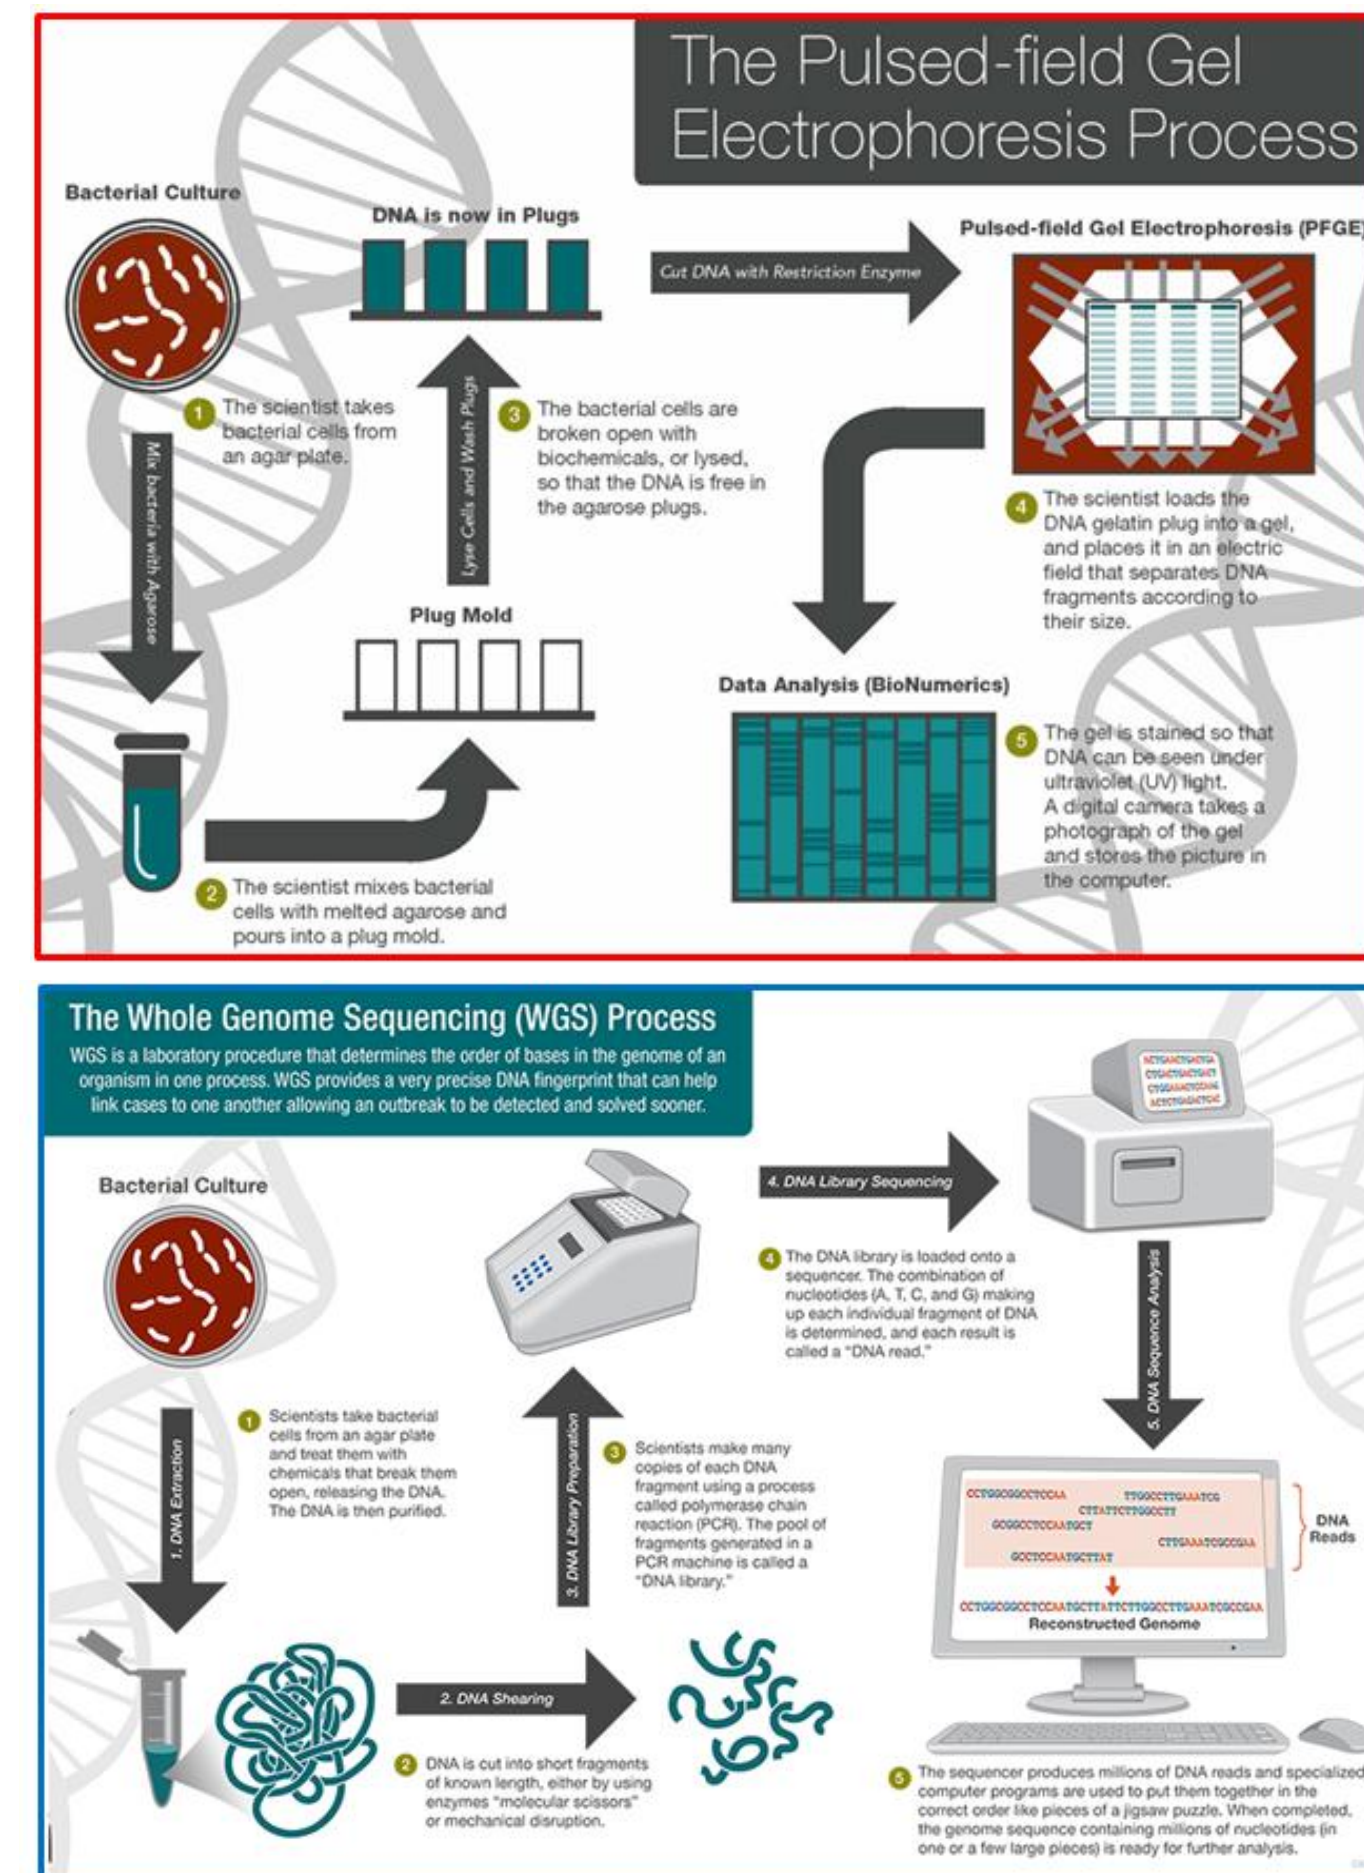 The Pulsed-field Gel
Electrophoresis Process
Bacterial Culture
1
The scientist takes
bacterial cells from
an agar plate.
Mix bacteria with Agarose
2
The scientist mixes bacterial
cells with melted agarose and
pours into a plug mold.
Plug Mold
Lyse Cells and Wash Plugs
3
The bacterial cells are
broken open with
biochemicals, or lysed,
so that the DNA is free in
the agarose plugs.
DNA is now in Plugs
Cut DNA with Restriction Enzyme
Pulsed-field Gel Electrophoresis (PFGE)
4
The scientist loads the
DNA gelatin plug into a gel,
and places it in an electric
field that separates DNA
fragments according to
their size.
Data Analysis (BioNumerics)
5
The gel is stained so that
DNA can be seen under
ultraviolet (UV) light.
A digital camera takes a
photograph of the gel
and stores the picture in
the computer.
The Whole Genome Sequencing (WGS) Process
WGS is a laboratory procedure that determines the order of bases in the genome of an
organism in one process. WGS provides a very precise DNA fingerprint that can help
link cases to one another allowing an outbreak to be detected and solved sooner.
Bacterial Culture
1. DNA Extraction
1
Scientists take bacterial
cells from an agar plate
and treat them with
chemicals that break them
open, releasing the DNA.
The DNA is then purified.
2. DNA Shearing
2
DNA is cut into short fragments
of known length, either by using
enzymes "molecular scissors"
or mechanical disruption.
3. DNA Library Preparation
3
Scientists make many
copies of each DNA
fragment using a process
called polymerase chain
reaction (PCR). The pool of
fragments generated in a
PCR machine is called a
"DNA library."
4. DNA Library Sequencing
4
The DNA library is loaded onto a
sequencer. The combination of
nucleotides (A, T, C, and G) making
up each individual fragment of DNA
is determined, and each result is
called a "DNA read."
5. DNA Sequence Analysis
CCTGGCGGCCTCCAA
TTGGCCTTGAAATCG
CTTATTCTTGGCCTT
GCGGCCTCCAATGCT
CTTGAAATCGCCGAA
GCCTCCAATGCTTAT
DNA
Reads
CCTGGCGGCCTCCAATGCTTATTCTTGGCCTTGAAATCGCCGAA
Reconstructed Genome
5
The sequencer produces millions of DNA reads and specialized
computer programs are used to put them together in the
correct order like pieces of a jigsaw puzzle. When completed,
the genome sequence containing millions of nucleotides (in
one or a few large pieces) is ready for further analysis.